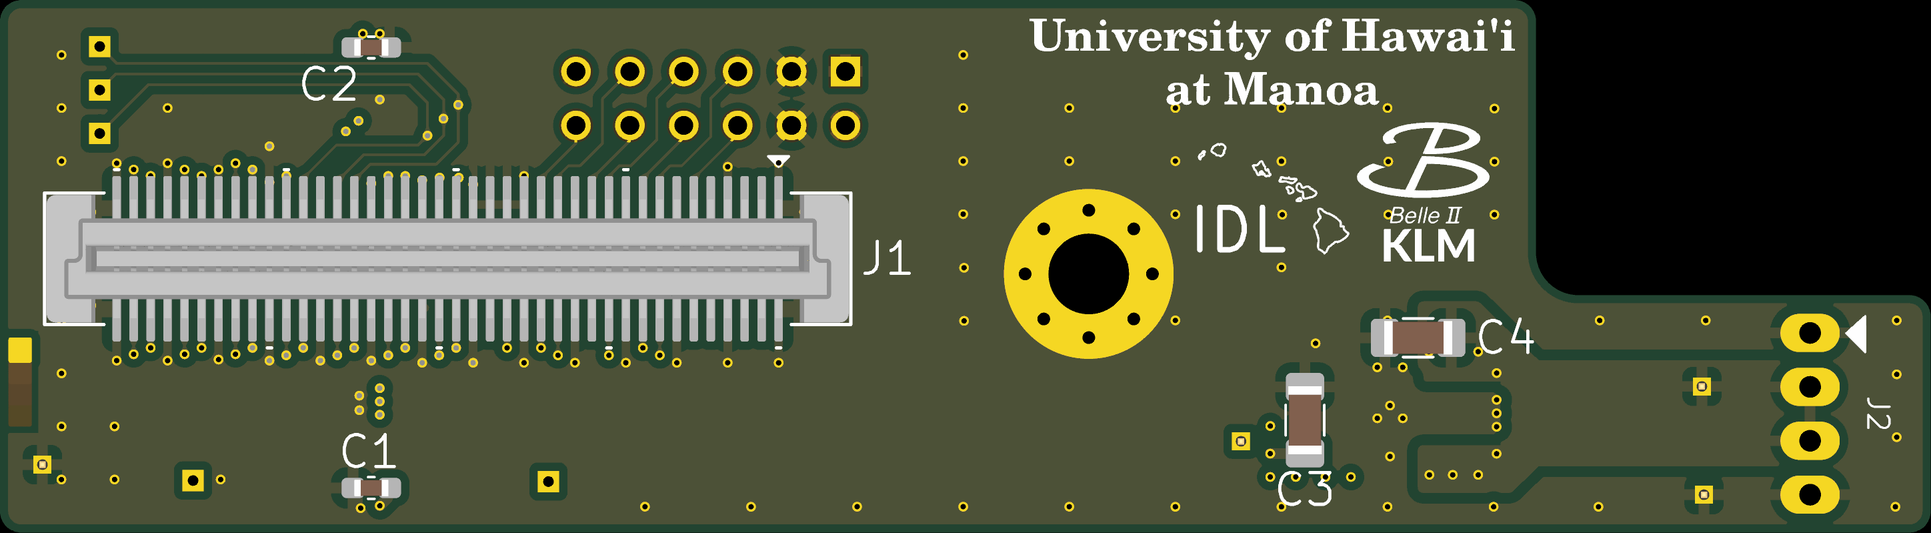 University of Hawai'i
at Manoa
C2
J1
IDL
Belle II
KLM
C4
J2
C1
C3